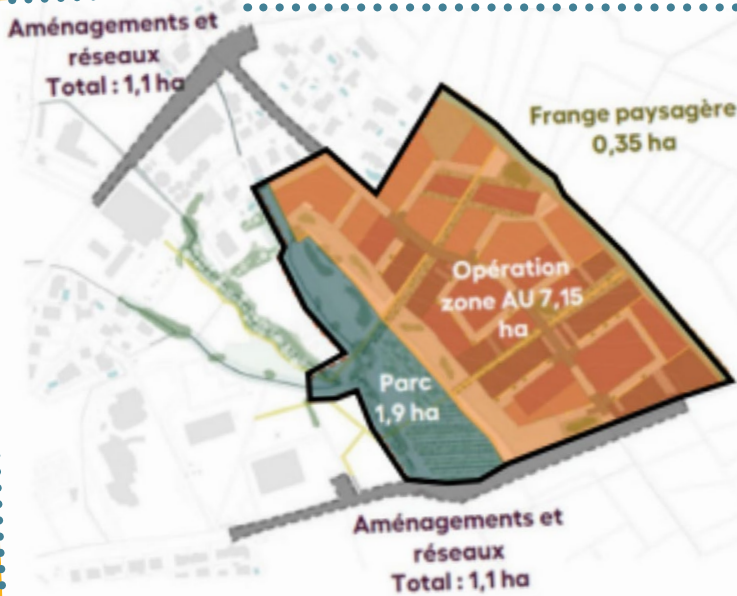 Aménagements et
réseaux
Total : 1,1 ha
Frange paysagère
0,35 ha
Opération
zone AU 7,15
ha
Parc
1,9 ha
Aménagements et
réseaux
Total : 1,1 ha